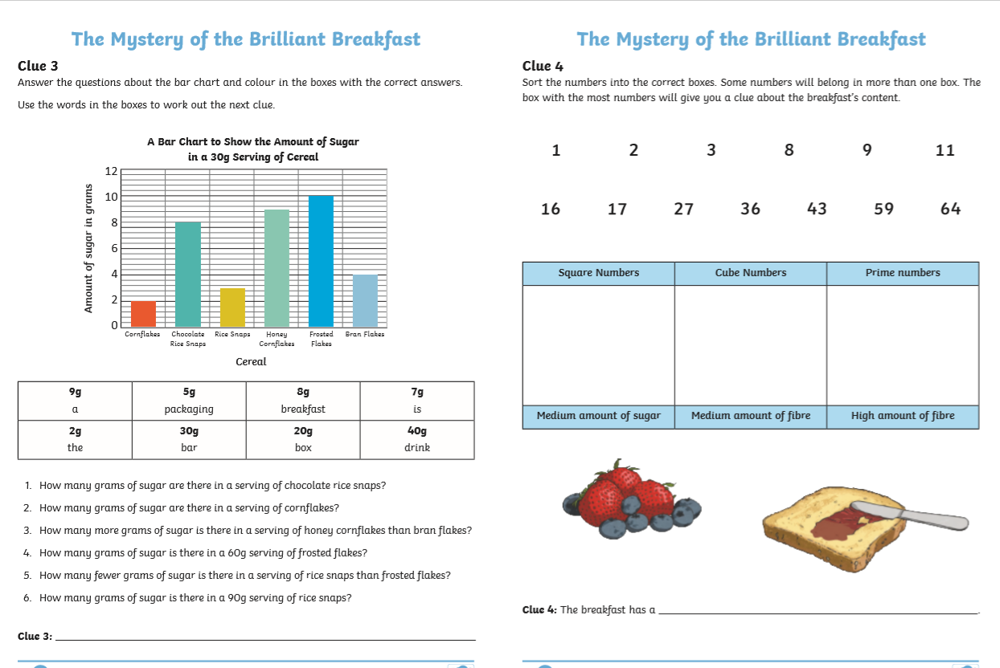 The Mystery of the Brilliant Breakfast
Clue 3
Answer the questions about the bar chart and colour in the boxes with the correct answers.
Use the words in the boxes to work out the next clue.
A Bar Chart to Show the Amount of Sugar
in a 30g Serving of Cereal
Amount of sugar in grams
12
10
8
6
4
2
0
Cornflakes Chocolate Rice Snaps Honey Frosted Bran Flakes
Rice Snaps Cornflakes Flakes
Cereal
9g 5g 8g 7g
a packaging breakfast is
2g 30g 20g 40g
the bar box drink
1. How many grams of sugar are there in a serving of chocolate rice snaps?
2. How many grams of sugar are there in a serving of cornflakes?
3. How many more grams of sugar is there in a serving of honey cornflakes than bran flakes?
4. How many grams of sugar is there in a 60g serving of frosted flakes?
5. How many fewer grams of sugar is there in a serving of rice snaps than frosted flakes?
6. How many grams of sugar is there in a 90g serving of rice snaps?
Clue 3:
The Mystery of the Brilliant Breakfast
Clue 4
Sort the numbers into the correct boxes. Some numbers will belong in more than one box. The
box with the most numbers will give you a clue about the breakfast's content.
1 2 3 8 9 11
16 17 27 36 43 59 64
Square Numbers Cube Numbers Prime numbers
Medium amount of sugar Medium amount of fibre High amount of fibre
Clue 4: The breakfast has a .